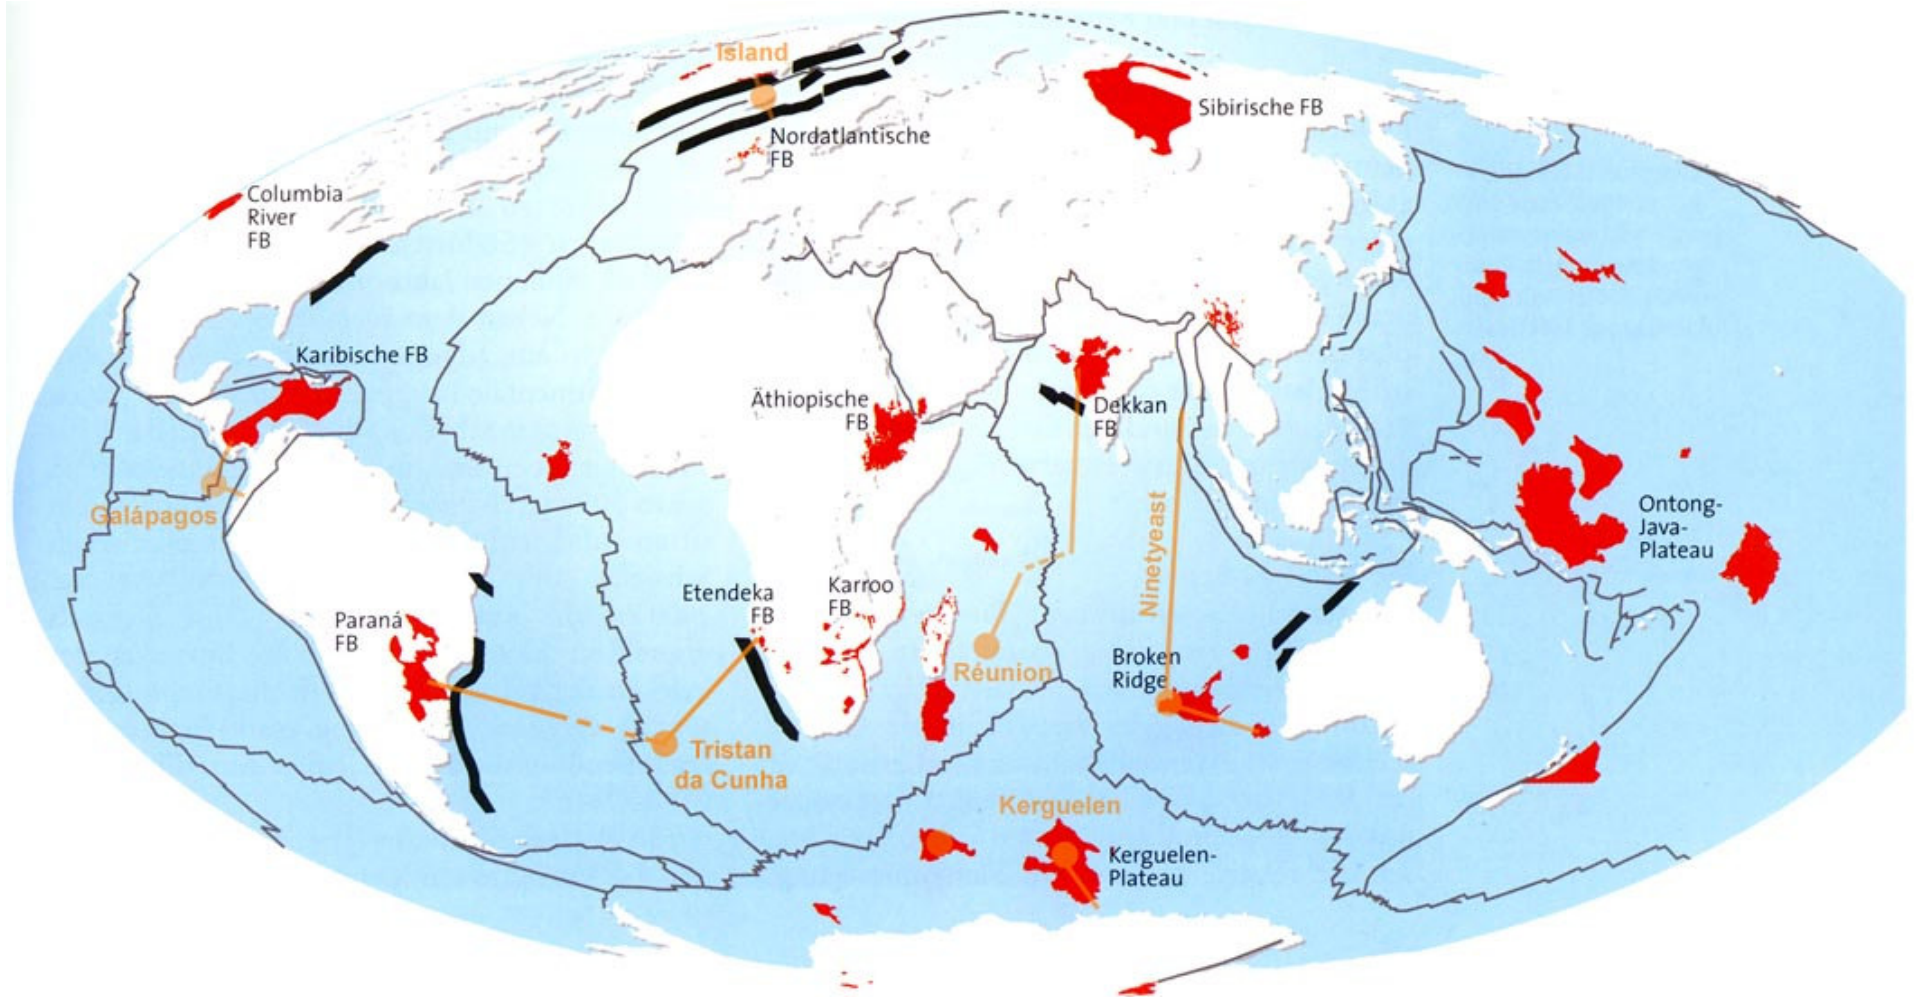 Island
Nordatlantische
FB
Sibirische FB
Columbia
River
FB
Karibische FB
Äthiopische
FB
Dekkan
FB
Galápagos
Ninetyeast
Ontong-
Java-
Plateau
Etendeka
FB
Karroo
FB
Paraná
FB
Réunion
Broken
Ridge
Tristan
da Cunha
Kerguelen
Kerguelen-
Plateau